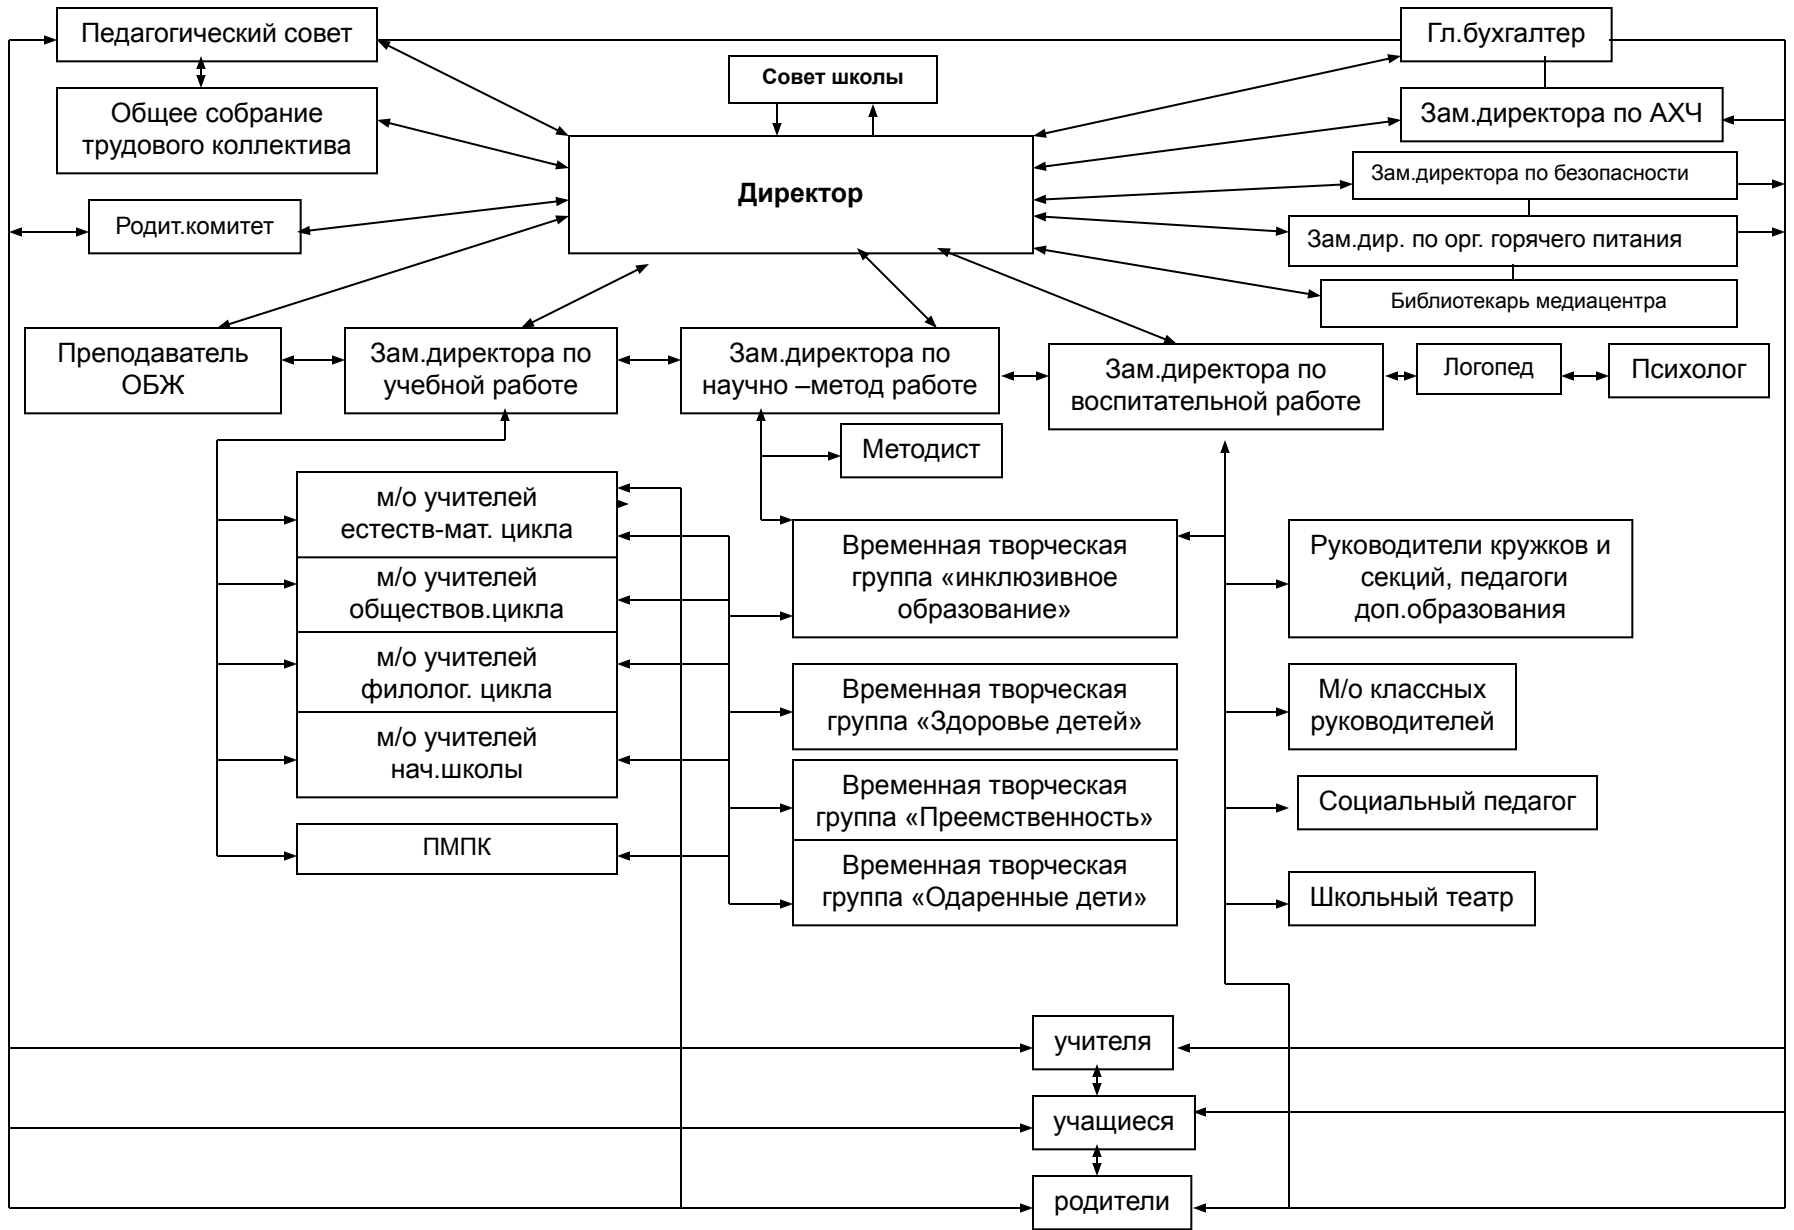 Педагогический совет
Гл.бухгалтер
Совет школы
Общее собрание
трудового коллектива
Зам.директора по АХЧ
Директор
Зам.директора по безопасности
Родит.комитет
Зам.дир. по орг. горячего питания
Библиотекарь медиацентра
Преподаватель
ОБЖ
Зам.директора по
учебной работе
Зам.директора по
научно –метод работе
Зам.директора по
воспитательной работе
Логопед
Психолог
Методист
м/о учителей
естеств-мат. цикла
м/о учителей
обществов.цикла
м/о учителей
филолог. цикла
м/о учителей
нач.школы
ПМПК
Временная творческая
группа «инклюзивное
образование»
Временная творческая
группа «Здоровье детей»
Временная творческая
группа «Преемственность»
Временная творческая
группа «Одаренные дети»
Руководители кружков и
секций, педагоги
доп.образования
М/о классных
руководителей
Социальный педагог
Школьный театр
учителя
учащиеся
родители